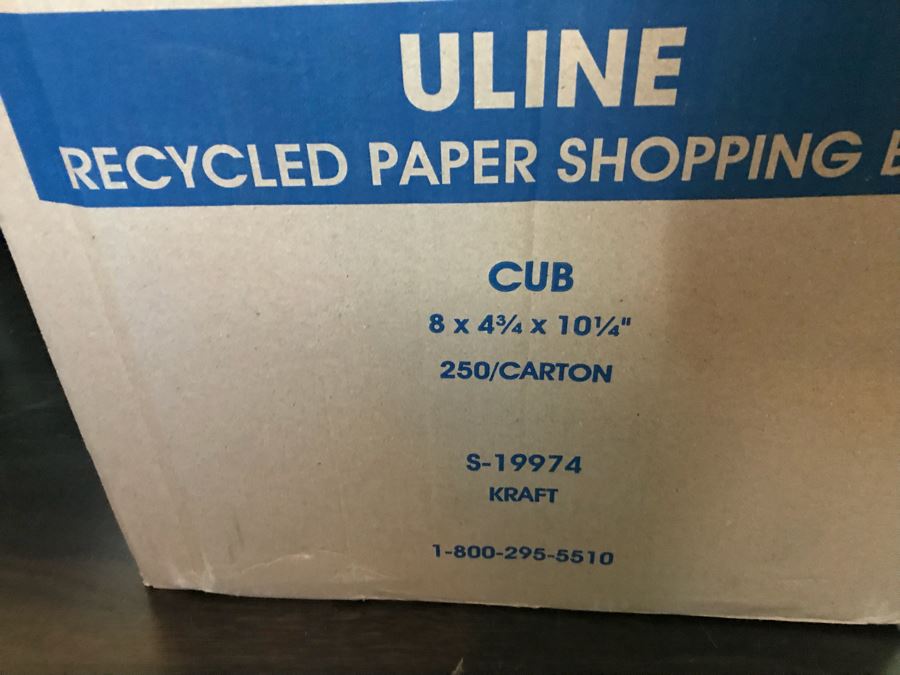 ULINE
RECYCLED PAPER SHOPPING
CUB
8 x 4¾ x 10¼"
250/CARTON
S-19974
KRAFT
1-800-295-5510